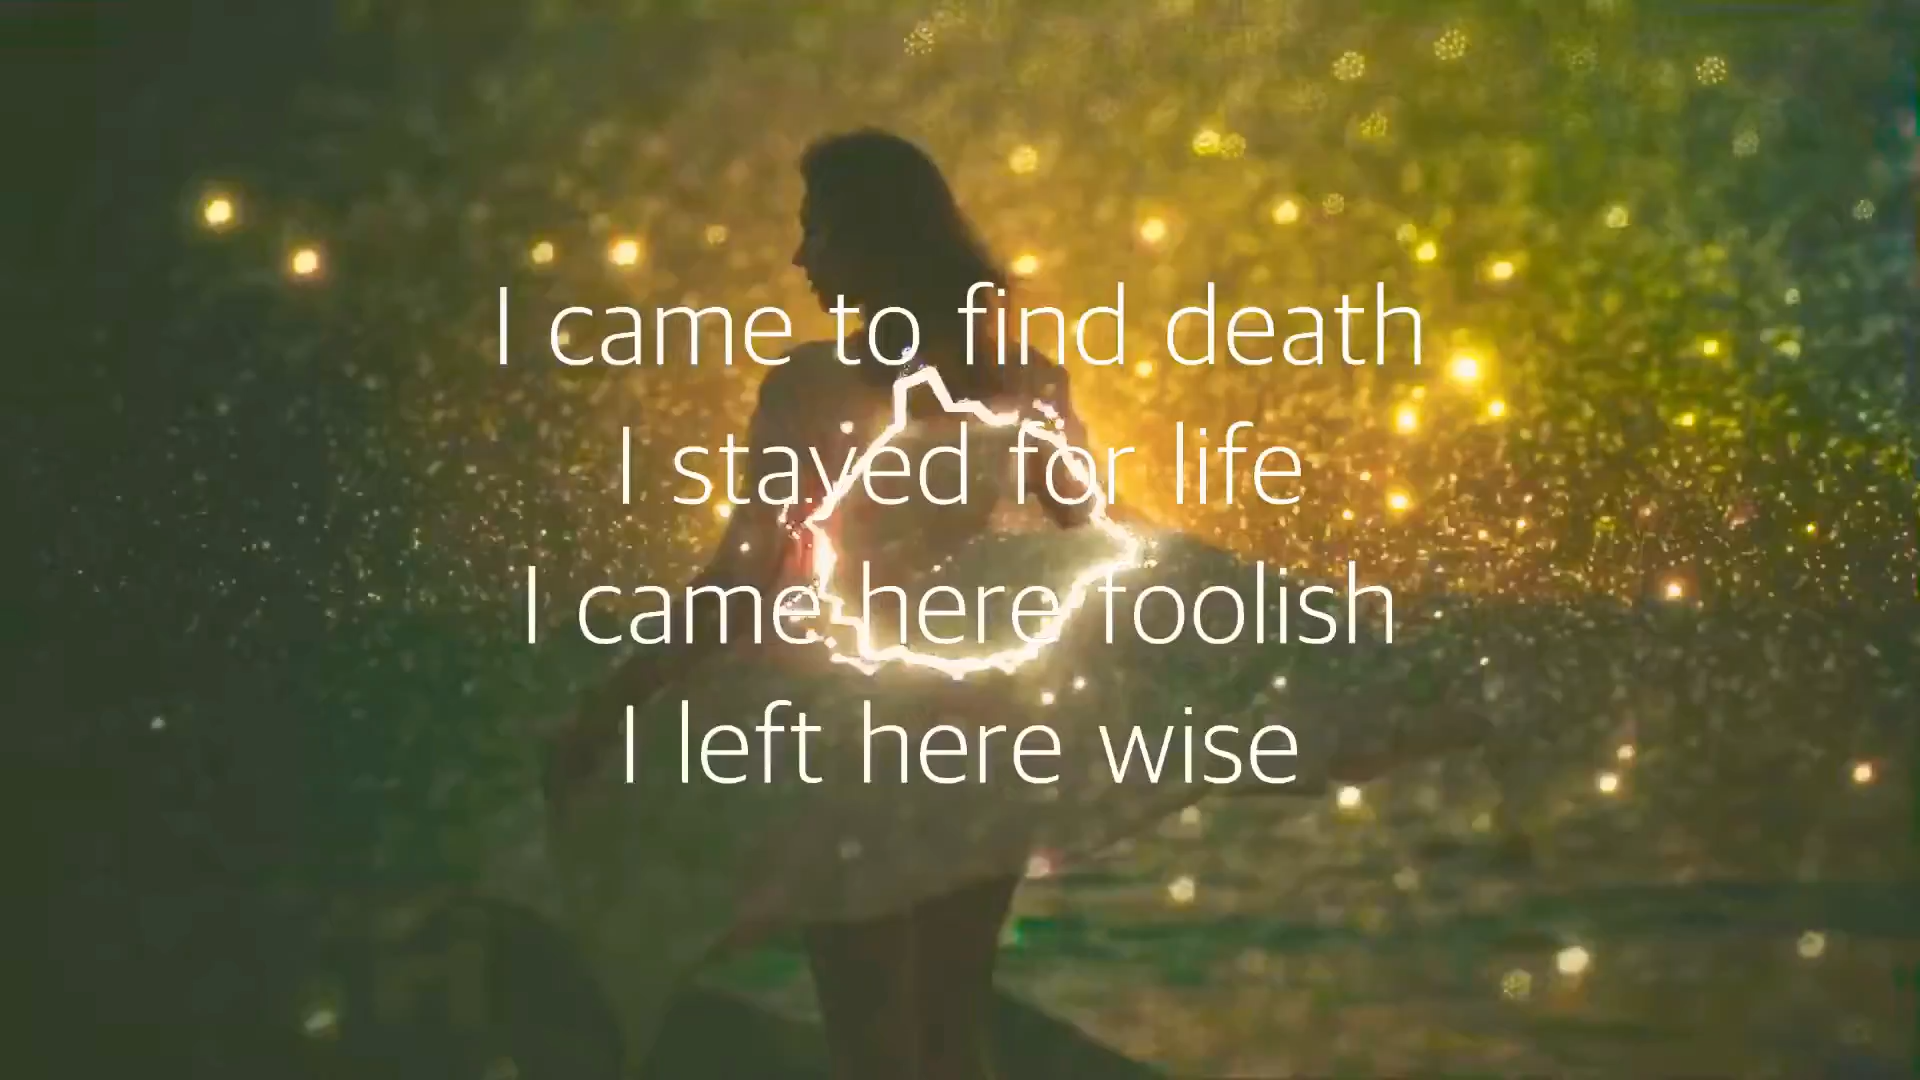 I came to find death
I stayed for life
I came here foolish
I left here wise